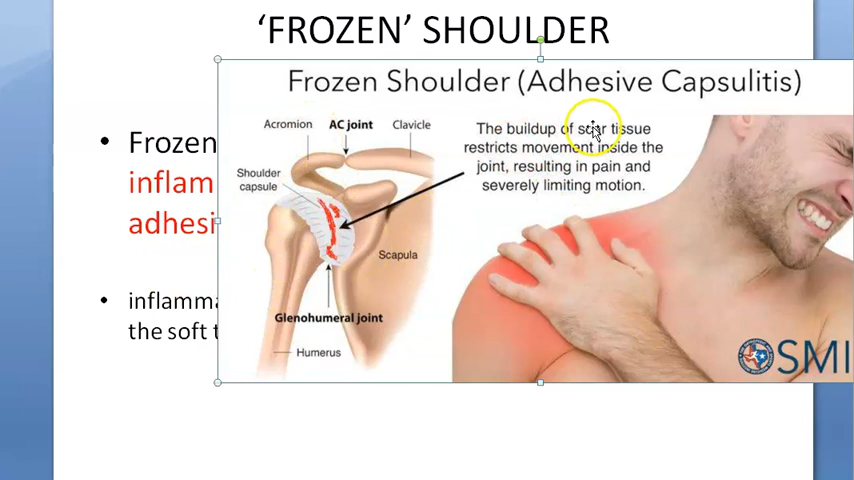 ‘FROZEN’ SHOULDER
Frozen Shoulder (Adhesive Capsulitis)
Acromion
AC joint
Clavicle
Shoulder
capsule
Scapula
Glenohumeral joint
Humerus
The buildup of scar tissue
restricts movement inside the
joint, resulting in pain and
severely limiting motion.
SMI
• Frozen
inflam
adhesi
• inflamma
the soft t